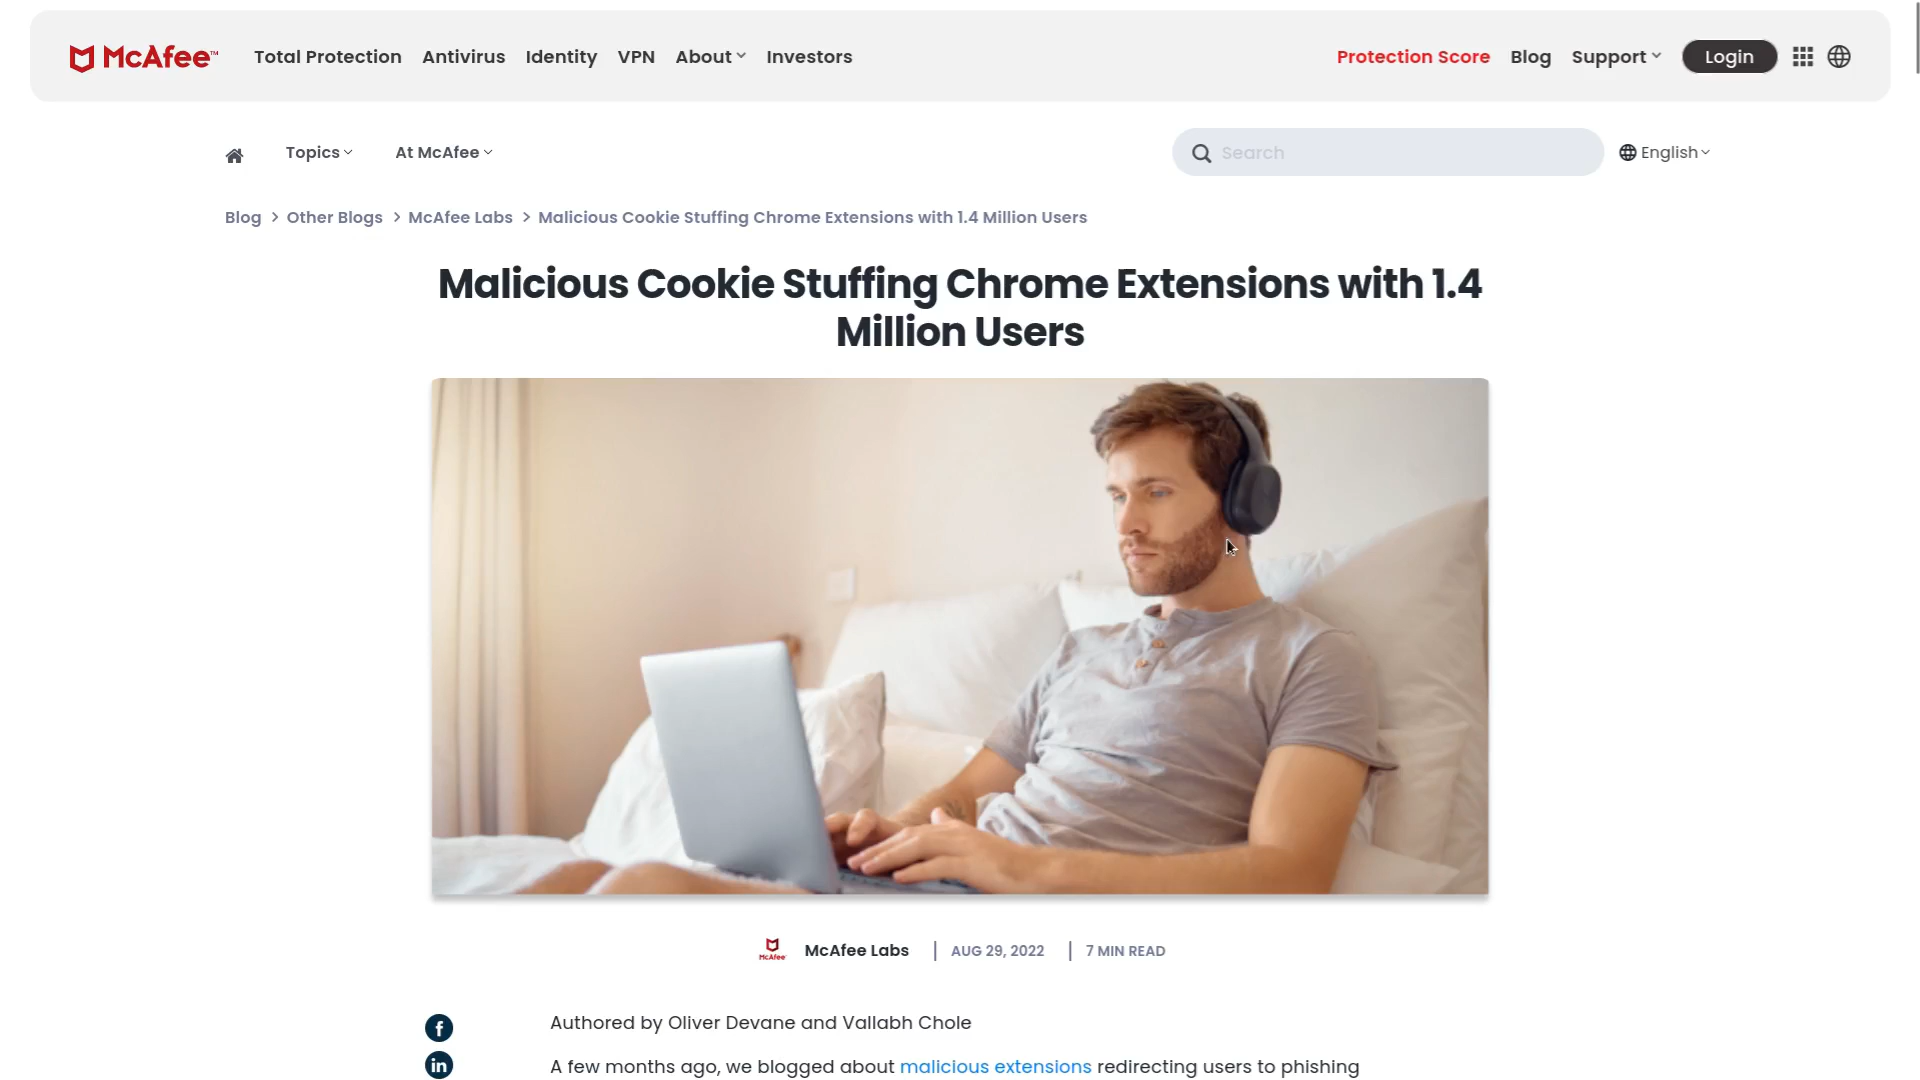 McAfee™ Total Protection Antivirus Identity VPN About Investors Protection Score Blog Support Login
Topics At McAfee Search English
Blog > Other Blogs > McAfee Labs > Malicious Cookie Stuffing Chrome Extensions with 1.4 Million Users
Malicious Cookie Stuffing Chrome Extensions with 1.4
Million Users
McAfee McAfee Labs | AUG 29, 2022 | 7 MIN READ
f
Authored by Oliver Devane and Vallabh Chole
in
A few months ago, we blogged about malicious extensions redirecting users to phishing